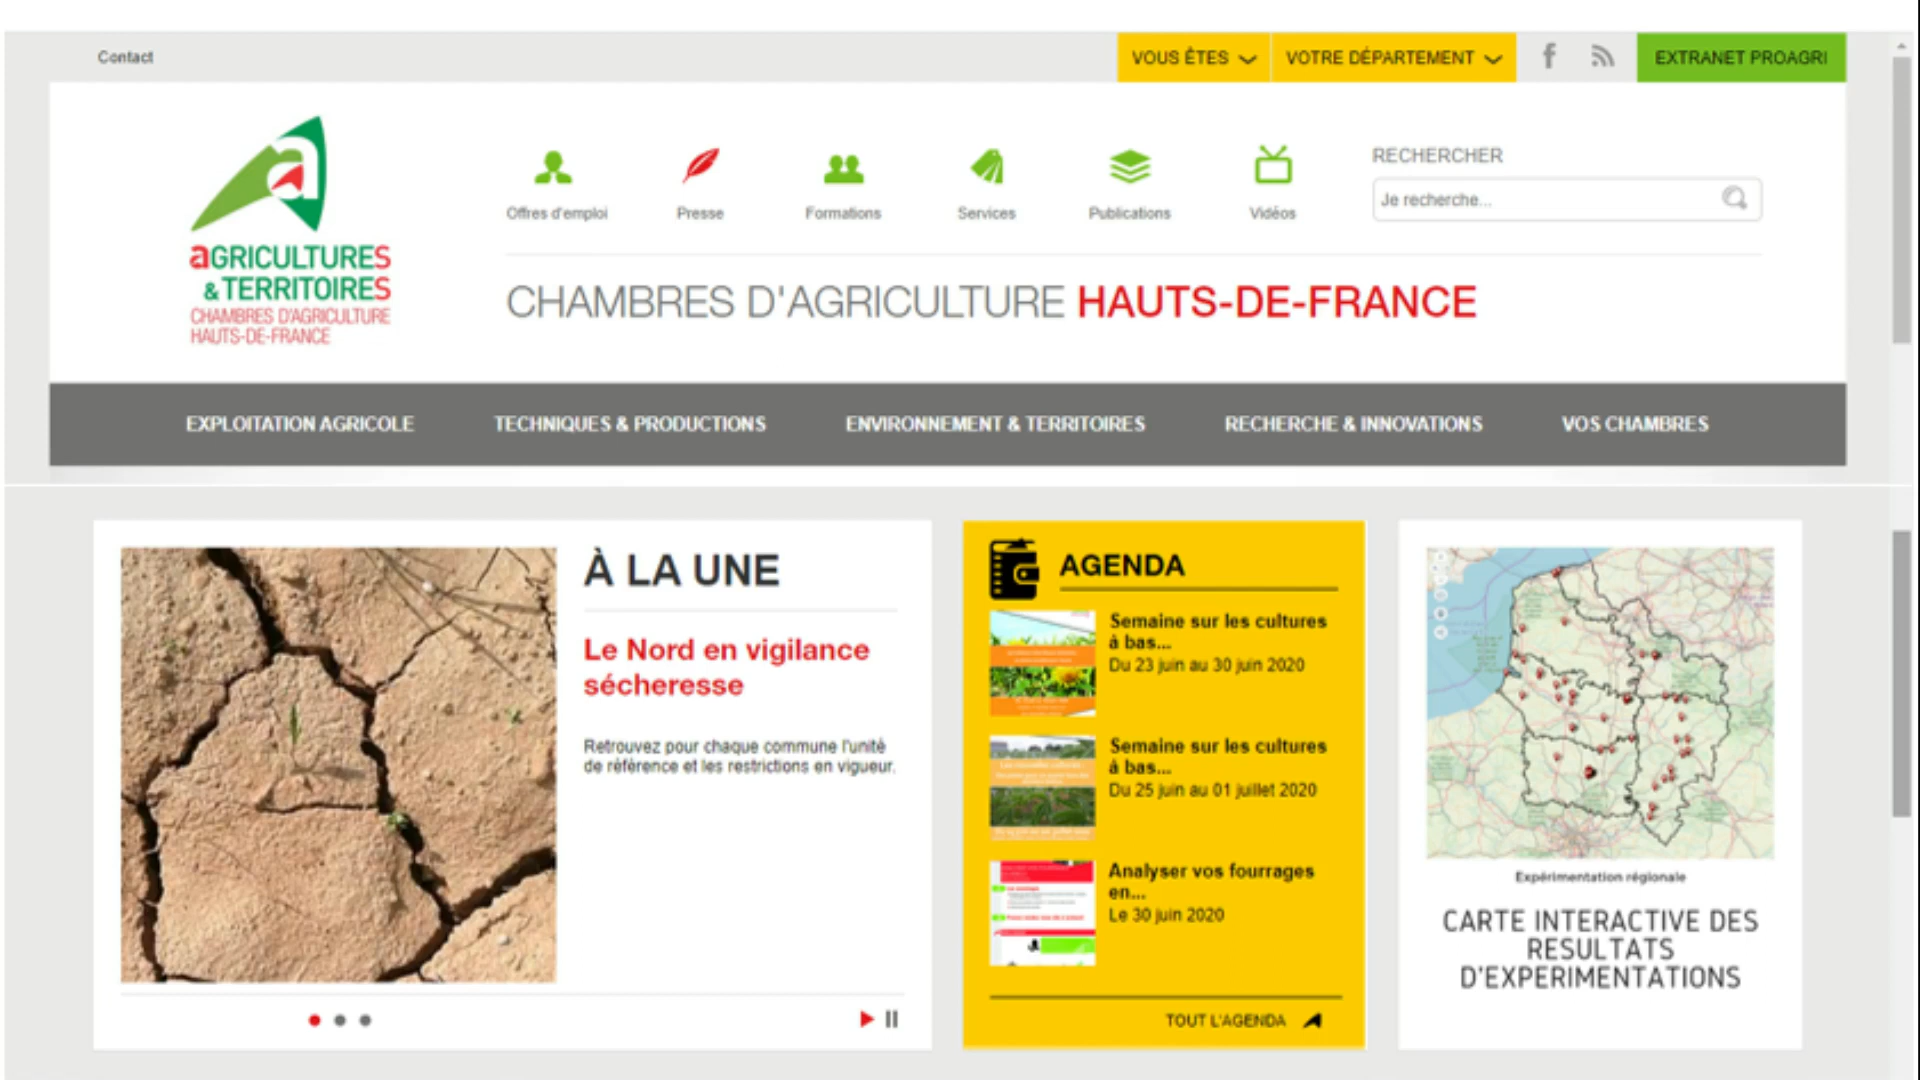 Contact
VOUS ÊTES
VOTRE DÉPARTEMENT
EXTRANET PROAGRI
aGRICULTURES
& TERRITOIRES
CHAMBRES D'AGRICULTURE
HAUTS-DE-FRANCE
Offres d'emploi
Presse
Formations
Services
Publications
Vidéos
RECHERCHER
Je recherche...
CHAMBRES D'AGRICULTURE HAUTS-DE-FRANCE
EXPLOITATION AGRICOLE
TECHNIQUES & PRODUCTIONS
ENVIRONNEMENT & TERRITOIRES
RECHERCHE & INNOVATIONS
VOS CHAMBRES
À LA UNE
Le Nord en vigilance
sécheresse
Retrouvez pour chaque commune l'unité
de référence et les restrictions en vigueur.
AGENDA
Semaine sur les cultures
à bas...
Du 23 juin au 30 juin 2020
Semaine sur les cultures
à bas...
Du 25 juin au 01 juillet 2020
Analyser vos fourrages
en...
Le 30 juin 2020
TOUT L'AGENDA
Expérimentation régionale
CARTE INTERACTIVE DES
RESULTATS
D'EXPERIMENTATIONS